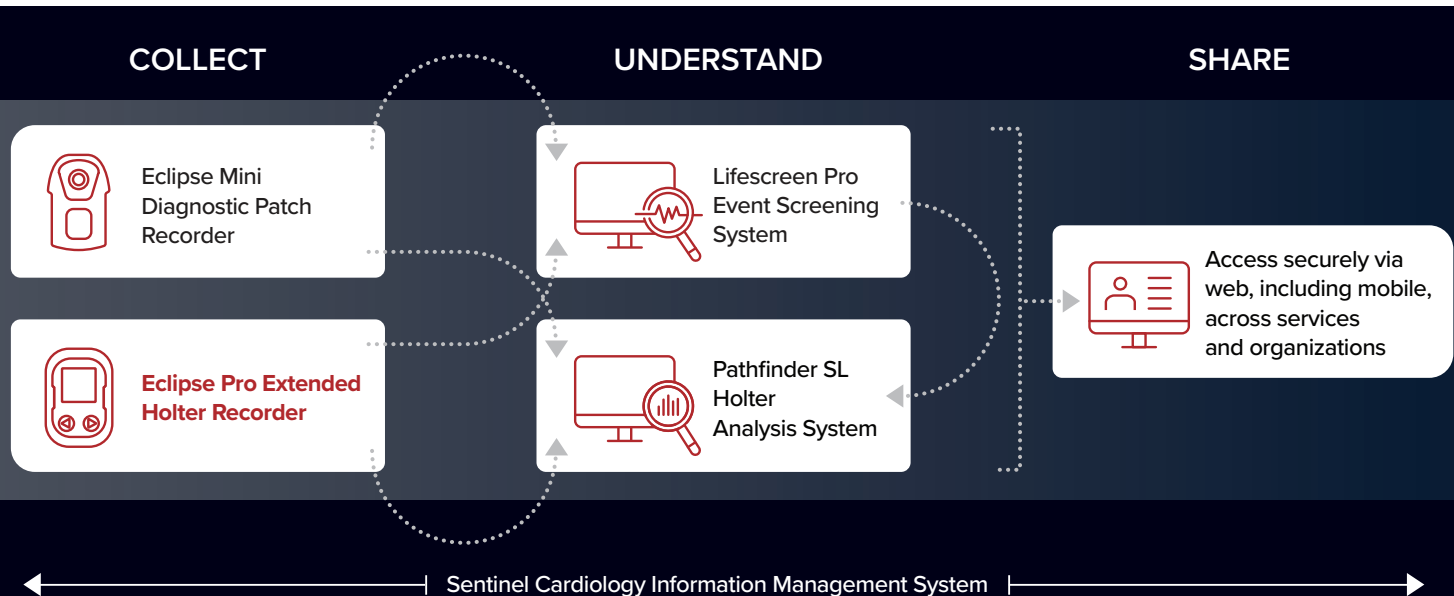 COLLECT
UNDERSTAND
SHARE
Eclipse Mini
Diagnostic Patch
Recorder
Lifescreen Pro
Event Screening
System
Eclipse Pro Extended
Holter Recorder
Pathfinder SL
Holter
Analysis System
Access securely via
web, including mobile,
across services
and organizations
Sentinel Cardiology Information Management System